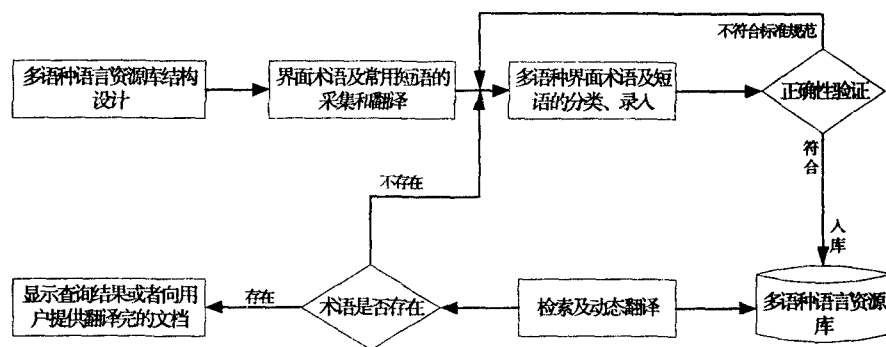 不符合标准规范
多语种语言资源库结构
设计
界面术语及常用短语的
采集和翻译
多语种界面术语及短
语的分类、录入
正确性验证
符
合
不存在
入
库
显示查询结果或者向用
户提供翻译完的文档
存在
术语是否存在
检索及动态翻译
多语种语言资源
库